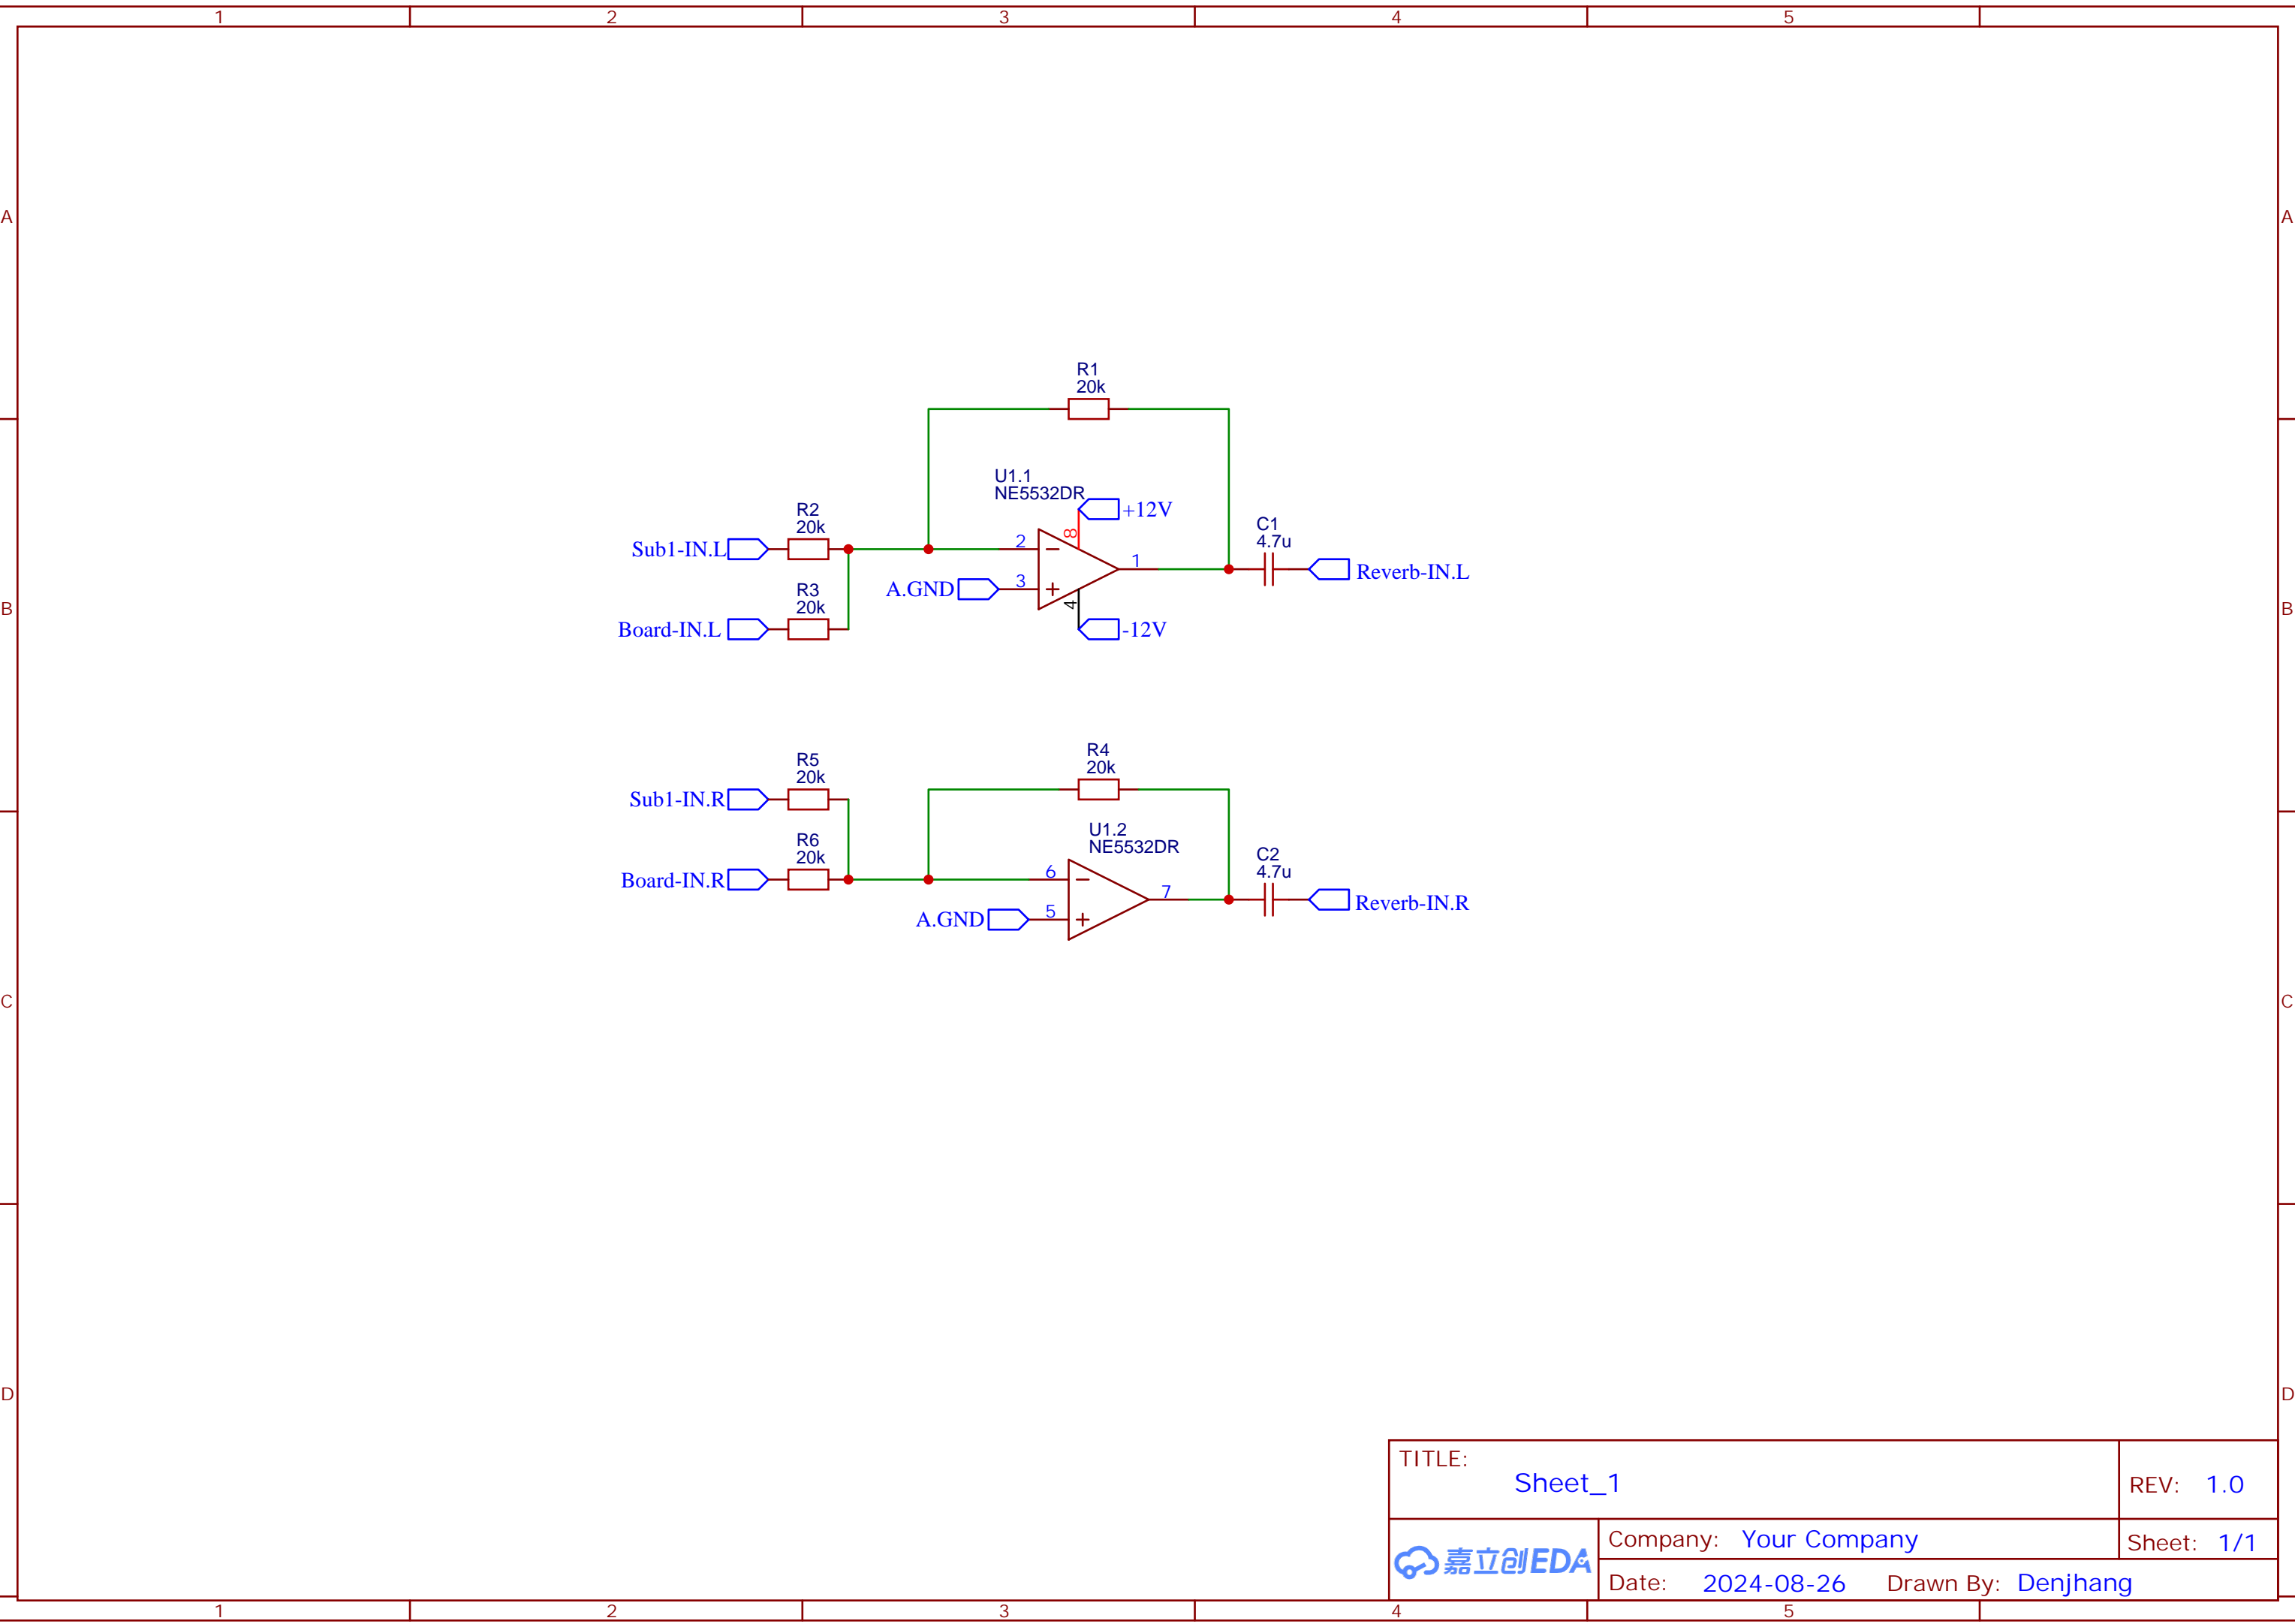 1 2 3 4 5
A A
R1
20k
U1.1
NE5532DR
+12V
8
R2
20k
Sub1-IN.L
2
1
C1
4.7u
Reverb-IN.L
A.GND
3
4
-12V
R3
20k
Board-IN.L
B B
R5
20k
Sub1-IN.R
R4
20k
U1.2
NE5532DR
R6
20k
Board-IN.R
6
7
C2
4.7u
Reverb-IN.R
A.GND
5
C C
D D
TITLE:
Sheet_1
REV: 1.0
嘉立创EDA
Company: Your Company
Sheet: 1/1
Date: 2024-08-26 Drawn By: Denjhang
1 2 3 4 5